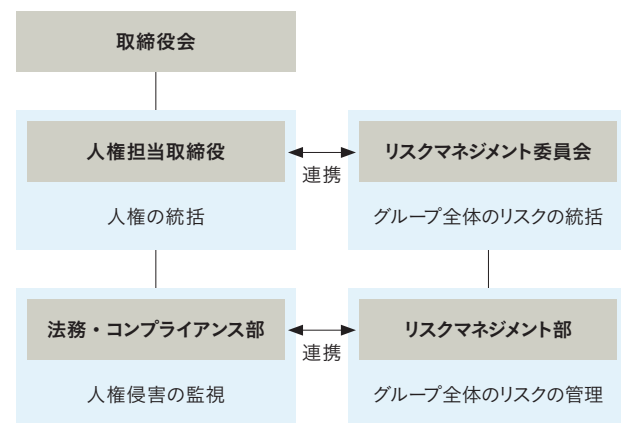 取締役会
人権担当取締役
連携
リスクマネジメント委員会
人権の統括
グループ全体のリスクの統括
法務・コンプライアンス部
連携
リスクマネジメント部
人権侵害の監視
グループ全体のリスクの管理